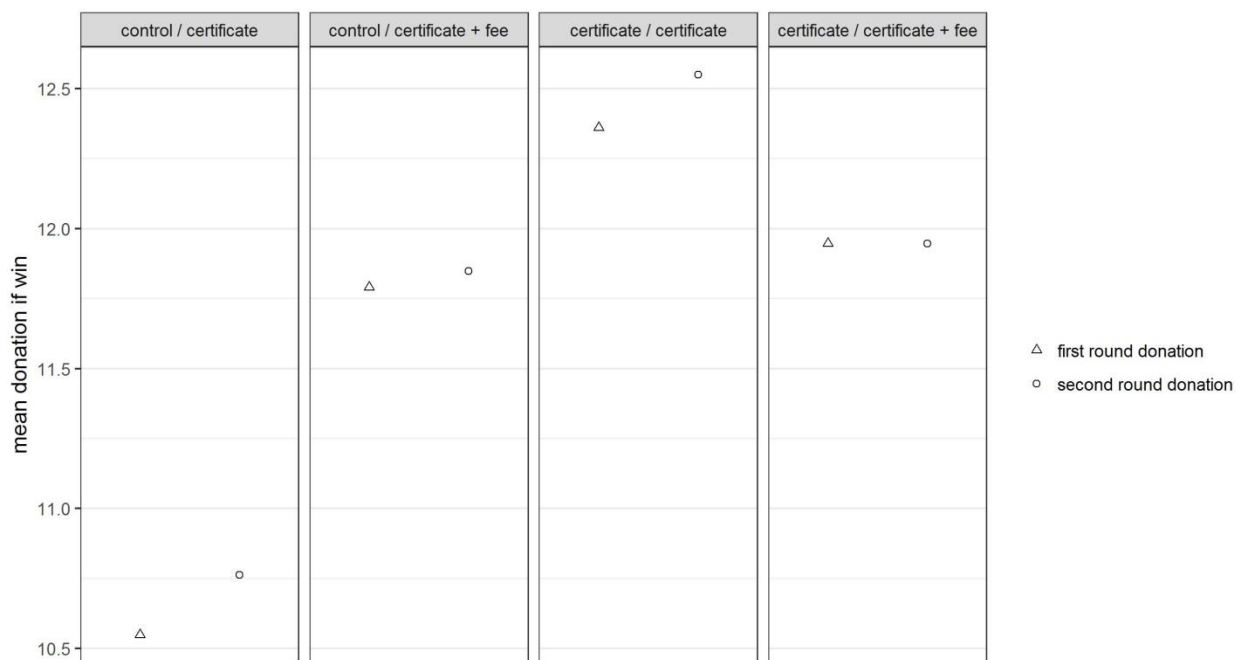 control / certificate
control / certificate + fee
certificate / certificate
certificate / certificate + fee
mean donation if win
12.5
12.0
11.5
11.0
10.5
first round donation
second round donation